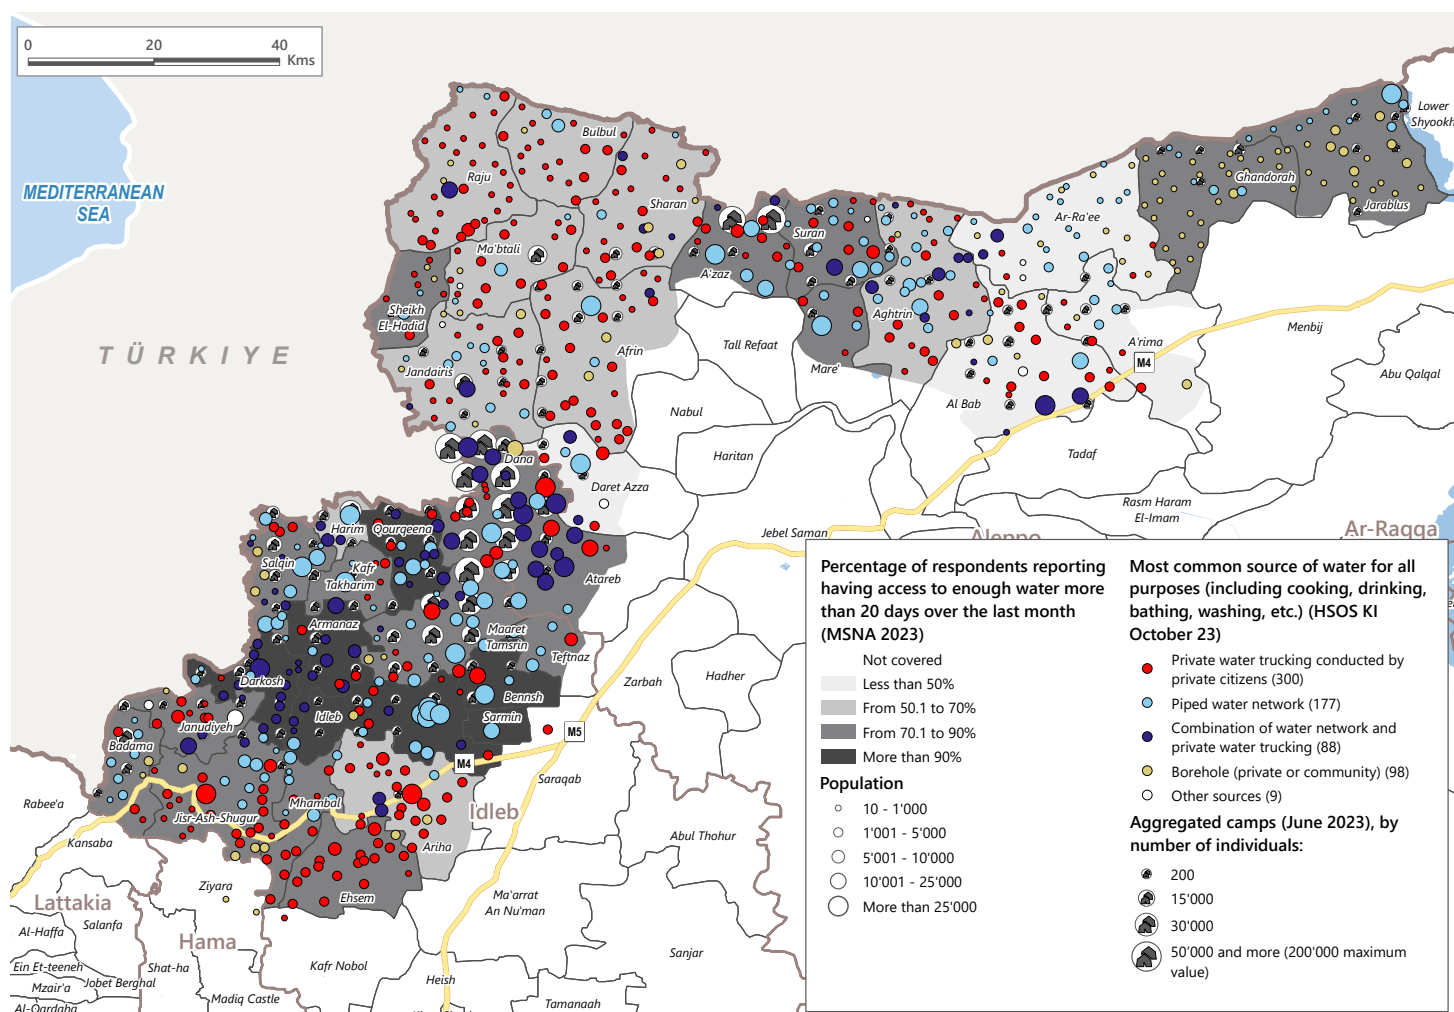 0 20 40
Kms
MEDITERRANEAN
SEA
TÜRKIYE
Bulbul
Raju
Sharan
Ma'btali
Sheikh
El-Hadid
Jandairis
Afrin
A'zaz
Suran
Aghtrin
Mare'
Tall Refaat
Nabul
Haritan
Ar-Ra'ee
Ghandorah
Jarablus
Lower
Shyookh
Menbij
A'rima
M4
Abu Qalqal
Al Bab
Tadaf
Rasm Haram
El-Imam
Ar-Raqqa
Aleppo
Jebel Saman
Dana
Daret Azza
Harim
Qourqeena
Salqin
Kafr
Takharim
Atareb
Armanaz
Maaret
Tamsrin
Teftnaz
Zarbah
Hadher
Darkosh
Bennsh
Sarmin
Idleb
Janudiyeh
Badama
M5
M4
Saraqab
Mhambal
Jisr-Ash-Shugur
Idleb
Ariha
Abul Thohur
Rabee'a
Kansaba
Ziyara
Ehsem
Ma'arrat
An Nu'man
Lattakia
Salanfa
Al-Haffa
Hama
Sanjar
Kafr Nobol
Heish
Ein Et-teeneh
Shat-ha
Jobet Berghal
Mzair'a
Madiq Castle
Tamanaah
Al-Qardaha
Percentage of respondents reporting
having access to enough water more
than 20 days over the last month
(MSNA 2023)
Not covered
Less than 50%
From 50.1 to 70%
From 70.1 to 90%
More than 90%
Population
10 - 1'000
1'001 - 5'000
5'001 - 10'000
10'001 - 25'000
More than 25'000
Most common source of water for all
purposes (including cooking, drinking,
bathing, washing, etc.) (HSOS KI
October 23)
Private water trucking conducted by
private citizens (300)
Piped water network (177)
Combination of water network and
private water trucking (88)
Borehole (private or community) (98)
Other sources (9)
Aggregated camps (June 2023), by
number of individuals:
200
15'000
30'000
50'000 and more (200'000 maximum
value)